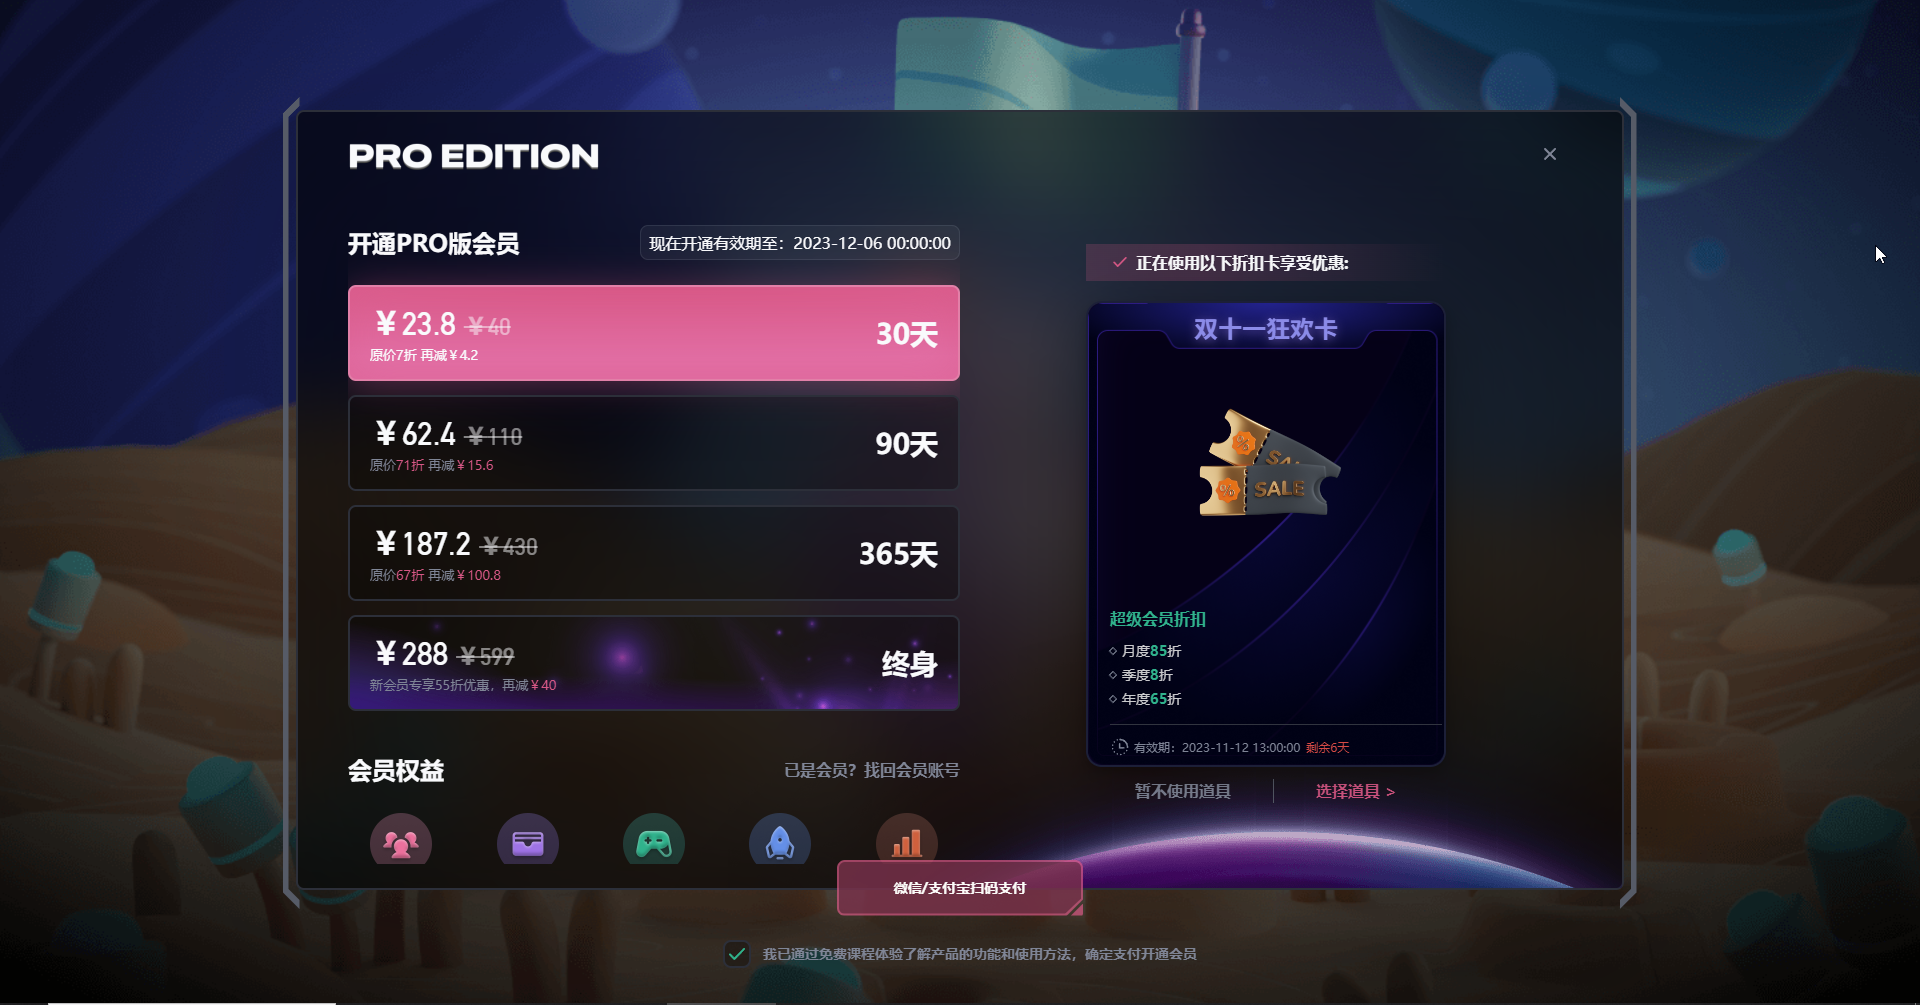 PRO EDITION
开通PRO版会员
现在开通有效期至：2023-12-06 00:00:00
¥23.8 ¥40
原价7折 再减¥4.2
30天
¥62.4 ¥110
原价71折 再减¥15.6
90天
¥187.2 ¥430
原价67折 再减¥100.8
365天
¥288 ¥599
新会员专享55折优惠，再减¥40
终身
会员权益
已是会员？找回会员账号
正在使用以下折扣卡享受优惠:
双十一狂欢卡
SALE
SALE
超级会员折扣
◇ 月度85折
◇ 季度8折
◇ 年度65折
有效期：2023-11-12 13:00:00 剩余6天
暂不使用道具
选择道具 >
微信/支付宝扫码支付
我已通过免费课程体验了解产品的功能和使用方法，确定支付开通会员